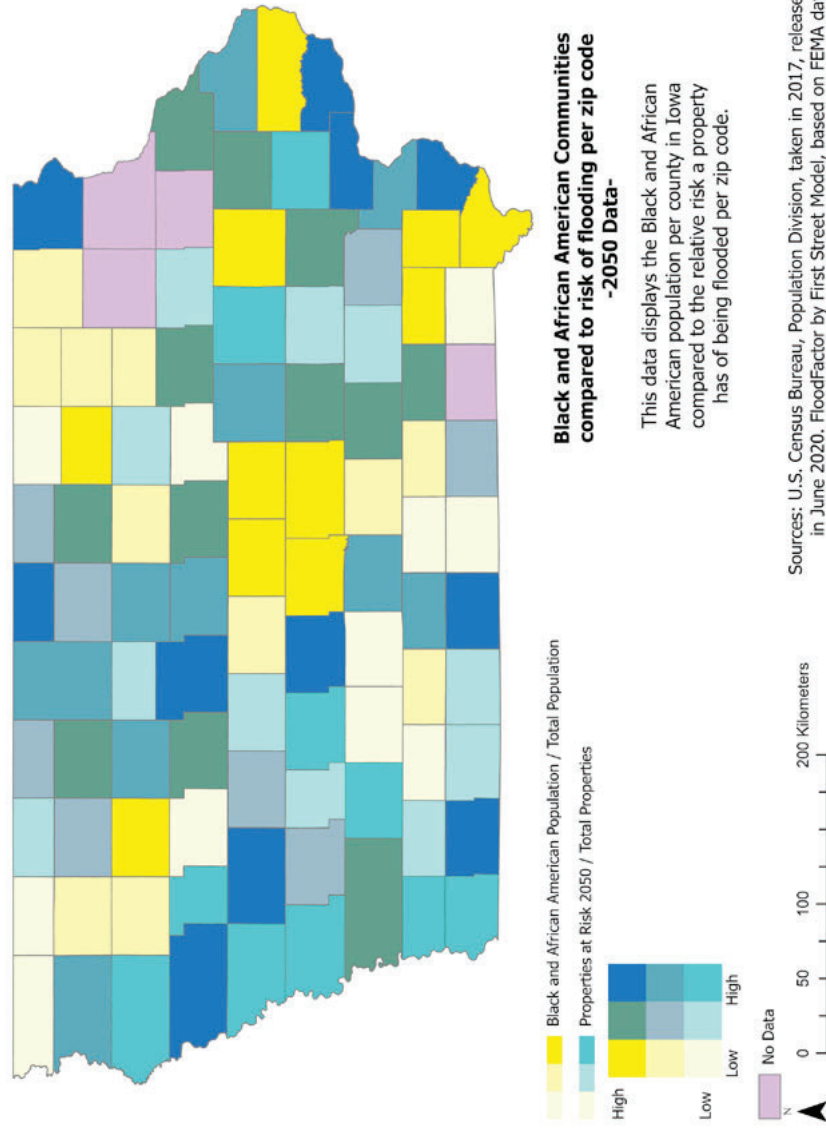 Black and African American Communities
compared to risk of flooding per zip code
-2050 Data-
This data displays the Black and African
American population per county in Iowa
compared to the relative risk a property
has of being flooded per zip code.
Sources: U.S. Census Bureau, Population Division, taken in 2017, release
in June 2020. FloodFactor by First Street Model, based on FEMA dat
Black and African American Population / Total Population
Properties at Risk 2050 / Total Properties
High
Low
Low
High
No Data
N
0 50 100 200 Kilometers